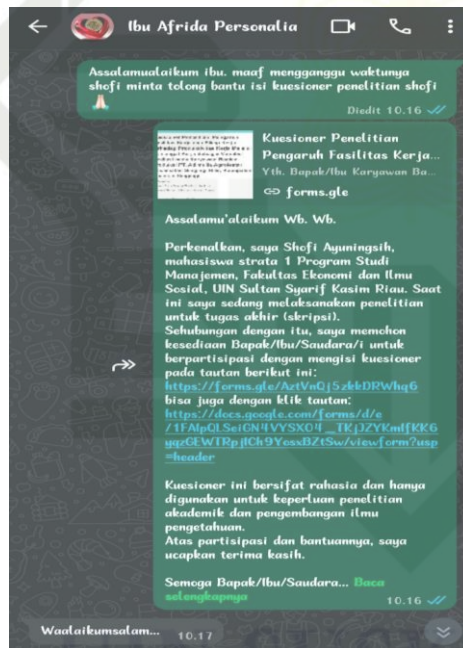 Ibu Afrida Personalia
Assalamualaikum ibu. maaf mengganggu waktunya
shofi minta tolong bantu isi kuesioner penelitian shofi
🙏🏻
Diedit 10.16
Kuesioner Penelitian
Pengaruh Fasilitas Kerja...
Yth. Bapak/Ibu Karyawan Ba...
forms.gle
Assalamu'alaikum Wb. Wb.
Perkenalkan, saya Shofi Ayuningsih,
mahasiswa strata 1 Program Studi
Manajemen, Fakultas Ekonomi dan Ilmu
Sosial, UIN Sultan Syarif Kasim Riau. Saat
ini saya sedang melaksanakan penelitian
untuk tugas akhir (skripsi).
Sehubungan dengan itu, saya memohon
kesediaan Bapak/Ibu/Saudara/i untuk
berpartisipasi dengan mengisi kuesioner
pada tautan berikut ini:
https://forms.gle/AztVnQj5zkkDRWhq6
bisa juga dengan klik tautan:
https://docs.google.com/forms/d/e
=header
Kuesioner ini bersifat rahasia dan hanya
digunakan untuk keperluan penelitian
akademik dan pengembangan ilmu
pengetahuan.
Atas partisipasi dan bantuannya, saya
ucapkan terima kasih.
Semoga Bapak/Ibu/Saudara... Baca
selengkapnya
10.16
Waalaikumsalam...
10.17